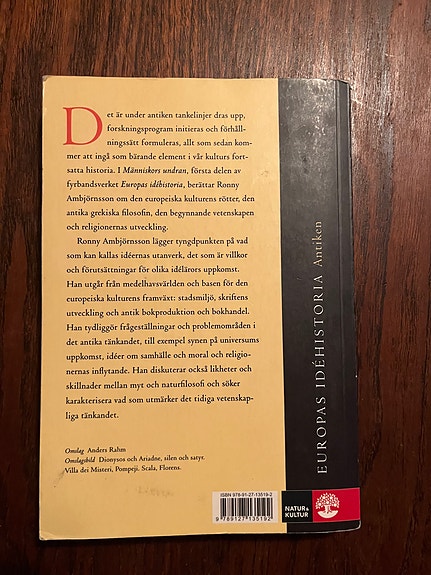 Det är under antiken tankelinjer dras upp,
forskningsprogram initieras och förhåll-
ningssätt formuleras, allt som sedan kom-
mer att ingå som bärande element i vår kulturs fort-
satta historia. I Människors undran, första delen av
fyrbandsverket Europas idéhistoria, berättar Ronny
Ambjörnsson om den europeiska kulturens rötter, den
antika grekiska filosofin, den begynnande vetenskapen
och religionernas utveckling.
Ronny Ambjörnsson lägger tyngdpunkten på vad
som kan kallas idéernas utanverk, det som är villkor
och förutsättningar för olika idélärors uppkomst.
Han utgår från medelhavsvärlden och basen för den
europeiska kulturens framväxt: stadsmiljö, skriftens
utveckling och antik bokproduktion och bokhandel.
Han tydliggör frågeställningar och problemområden i
det antika tänkandet, till exempel synen på universums
uppkomst, idéer om samhälle och moral och religio-
nernas inflytande. Han diskuterar också likheter och
skillnader mellan myt och naturfilosofi och söker
karakterisera vad som utmärker det tidiga vetenskap-
liga tänkandet.
Omslag Anders Rahm
Omslagsbild Dionysos och Ariadne, silen och satyr.
Villa dei Misteri, Pompeji. Scala, Florens.
ISBN 978-91-27-13519-2
9 789127 135192
NATUR &
KULTUR
EUROPAS IDÉHISTORIA Antiken